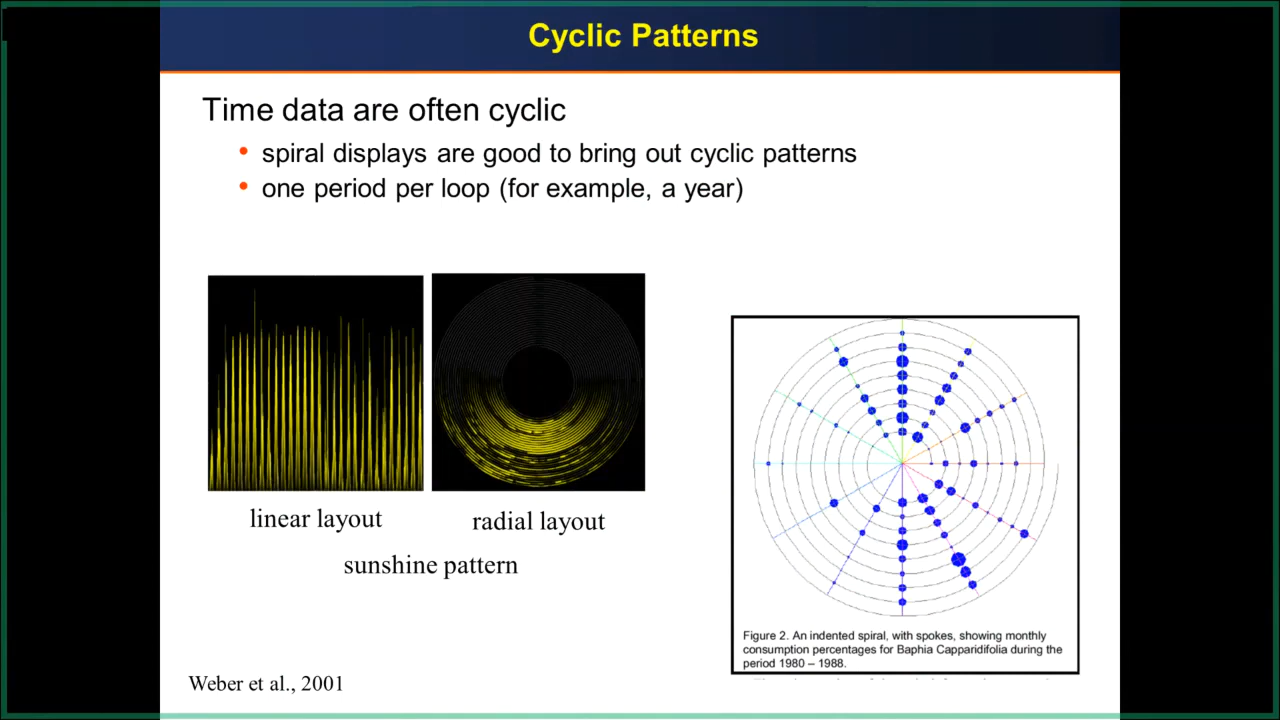 Cyclic Patterns
Time data are often cyclic
• spiral displays are good to bring out cyclic patterns
• one period per loop (for example, a year)
linear layout
radial layout
sunshine pattern
Figure 2. An indented spiral, with spokes, showing monthly
consumption percentages for Baphia Capparidifolia during the
period 1980 – 1988.
Weber et al., 2001